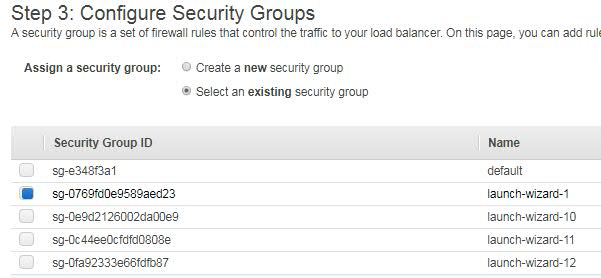 Step 3: Configure Security Groups
A security group is a set of firewall rules that control the traffic to your load balancer. On this page, you can add rule
Assign a security group: Create a new security group
Select an existing security group
Security Group ID Name
sg-e348f3a1 default
sg-0769fd0e9589aed23 launch-wizard-1
sg-0e9d2126002da00e9 launch-wizard-10
sg-0c44ee0cfdfd0808e launch-wizard-11
sg-0fa92333e66fdfb87 launch-wizard-12